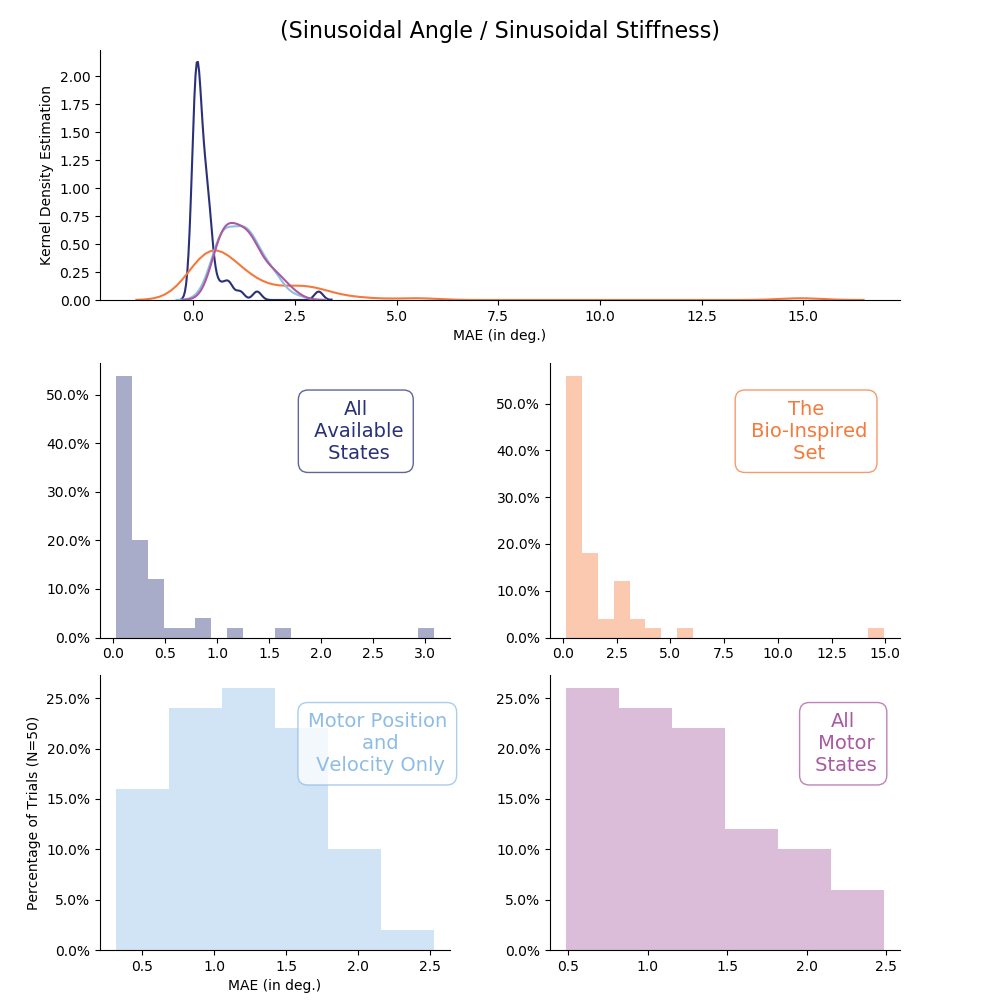 (Sinusoidal Angle / Sinusoidal Stiffness)
Kernel Density Estimation
2.00
1.75
1.50
1.25
1.00
0.75
0.50
0.25
0.00
0.0 2.5 5.0 7.5 10.0 12.5 15.0
MAE (in deg.)
50.0%
40.0%
30.0%
20.0%
10.0%
0.0%
0.0 0.5 1.0 1.5 2.0 2.5 3.0
All
Available
States
50.0%
40.0%
30.0%
20.0%
10.0%
0.0%
0.0 2.5 5.0 7.5 10.0 12.5 15.0
The
Bio-Inspired
Set
Percentage of Trials (N=50)
25.0%
20.0%
15.0%
10.0%
5.0%
0.0%
0.5 1.0 1.5 2.0 2.5
MAE (in deg.)
Motor Position
and
Velocity Only
25.0%
20.0%
15.0%
10.0%
5.0%
0.0%
0.5 1.0 1.5 2.0 2.5
All
Motor
States